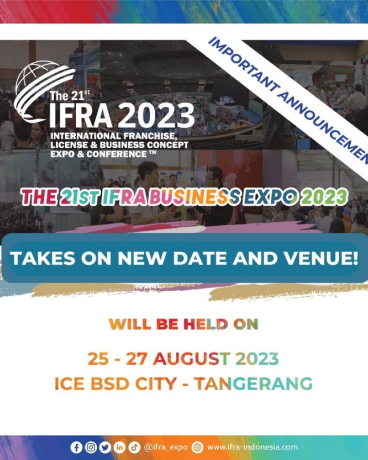 IMPORTANT ANNOUNCEMENT
The 21st
IFRA 2023
INTERNATIONAL FRANCHISE,
LICENSE & BUSINESS CONCEPT
EXPO & CONFERENCE ™
THE 21ST IFRA BUSINESS EXPO 2023
TAKES ON NEW DATE AND VENUE!
WILL BE HELD ON
25 - 27 AUGUST 2023
ICE BSD CITY - TANGERANG
@ifra_expo www.ifra-indonesia.com